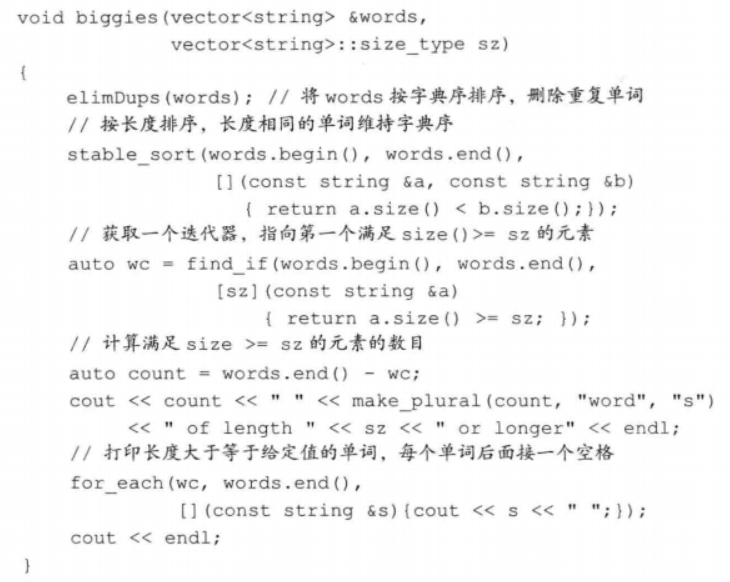 void biggies(vector<string> &words,
             vector<string>::size_type sz)
{
    elimDups(words); // 将 words 按字典序排序，删除重复单词
    // 按长度排序，长度相同的单词维持字典序
    stable_sort(words.begin(), words.end(),
                [](const string &a, const string &b)
                  { return a.size() < b.size();});
    // 获取一个迭代器，指向第一个满足 size()>= sz 的元素
    auto wc = find_if(words.begin(), words.end(),
                [sz](const string &a)
                    { return a.size() >= sz; });
    // 计算满足 size >= sz 的元素的数目
    auto count = words.end() - wc;
    cout << count << " " << make_plural(count, "word", "s")
         << " of length " << sz << " or longer" << endl;
    // 打印长度大于等于给定值的单词，每个单词后面接一个空格
    for_each(wc, words.end(),
             [](const string &s){cout << s << " ";});
    cout << endl;
}